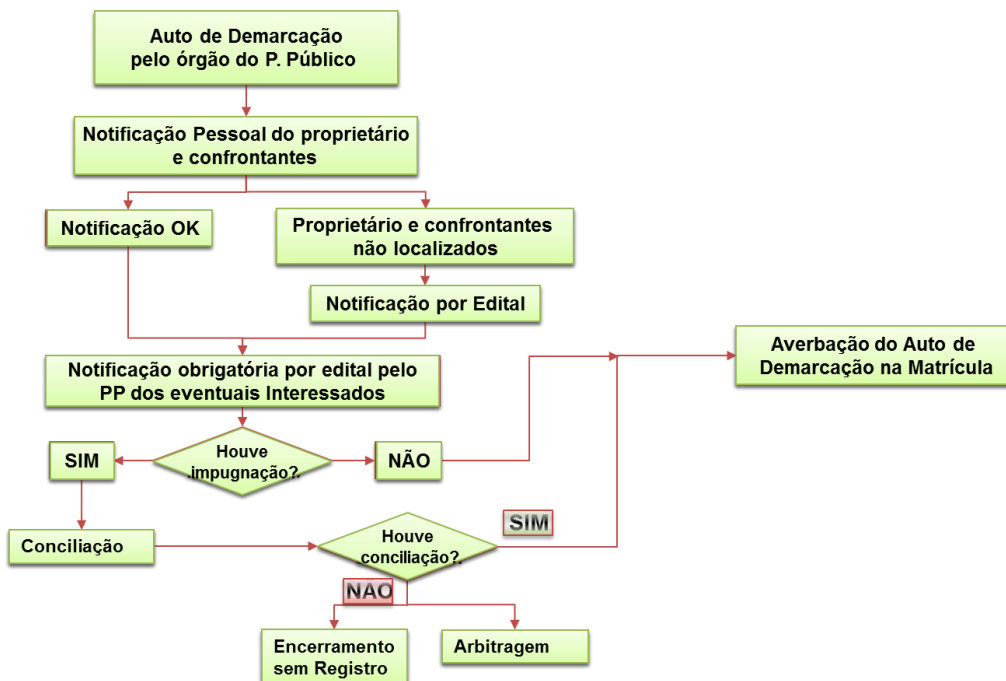 Auto de Demarcação
pelo órgão do P. Público
Notificação Pessoal do proprietário
e confrontantes
Notificação OK
Proprietário e confrontantes
não localizados
Notificação por Edital
Notificação obrigatória por edital pelo
PP dos eventuais Interessados
Averbação do Auto de
Demarcação na Matrícula
SIM
Houve
.impugnação?.
NÃO
Conciliação
Houve
.conciliação?.
SIM
NAO
Encerramento
sem Registro
Arbitragem